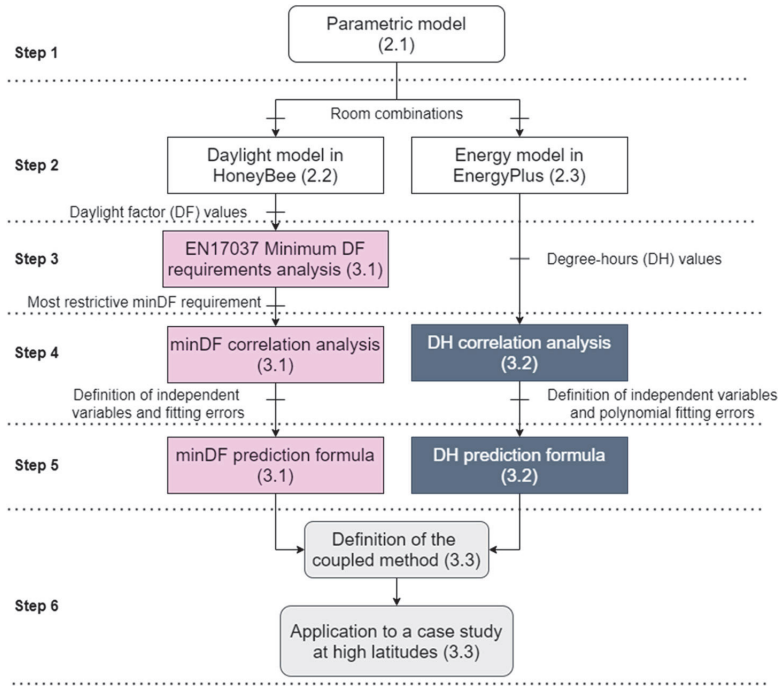 Step 1
Parametric model
(2.1)
Room combinations
Step 2
Daylight model in
HoneyBee (2.2)
Energy model in
EnergyPlus (2.3)
Daylight factor (DF) values
Step 3
EN17037 Minimum DF
requirements analysis (3.1)
Degree-hours (DH) values
Most restrictive minDF requirement
Step 4
minDF correlation analysis
(3.1)
DH correlation analysis
(3.2)
Definition of independent
variables and fitting errors
Definition of independent variables
and polynomial fitting errors
Step 5
minDF prediction formula
(3.1)
DH prediction formula
(3.2)
Step 6
Definition of the
coupled method (3.3)
Application to a case study
at high latitudes (3.3)